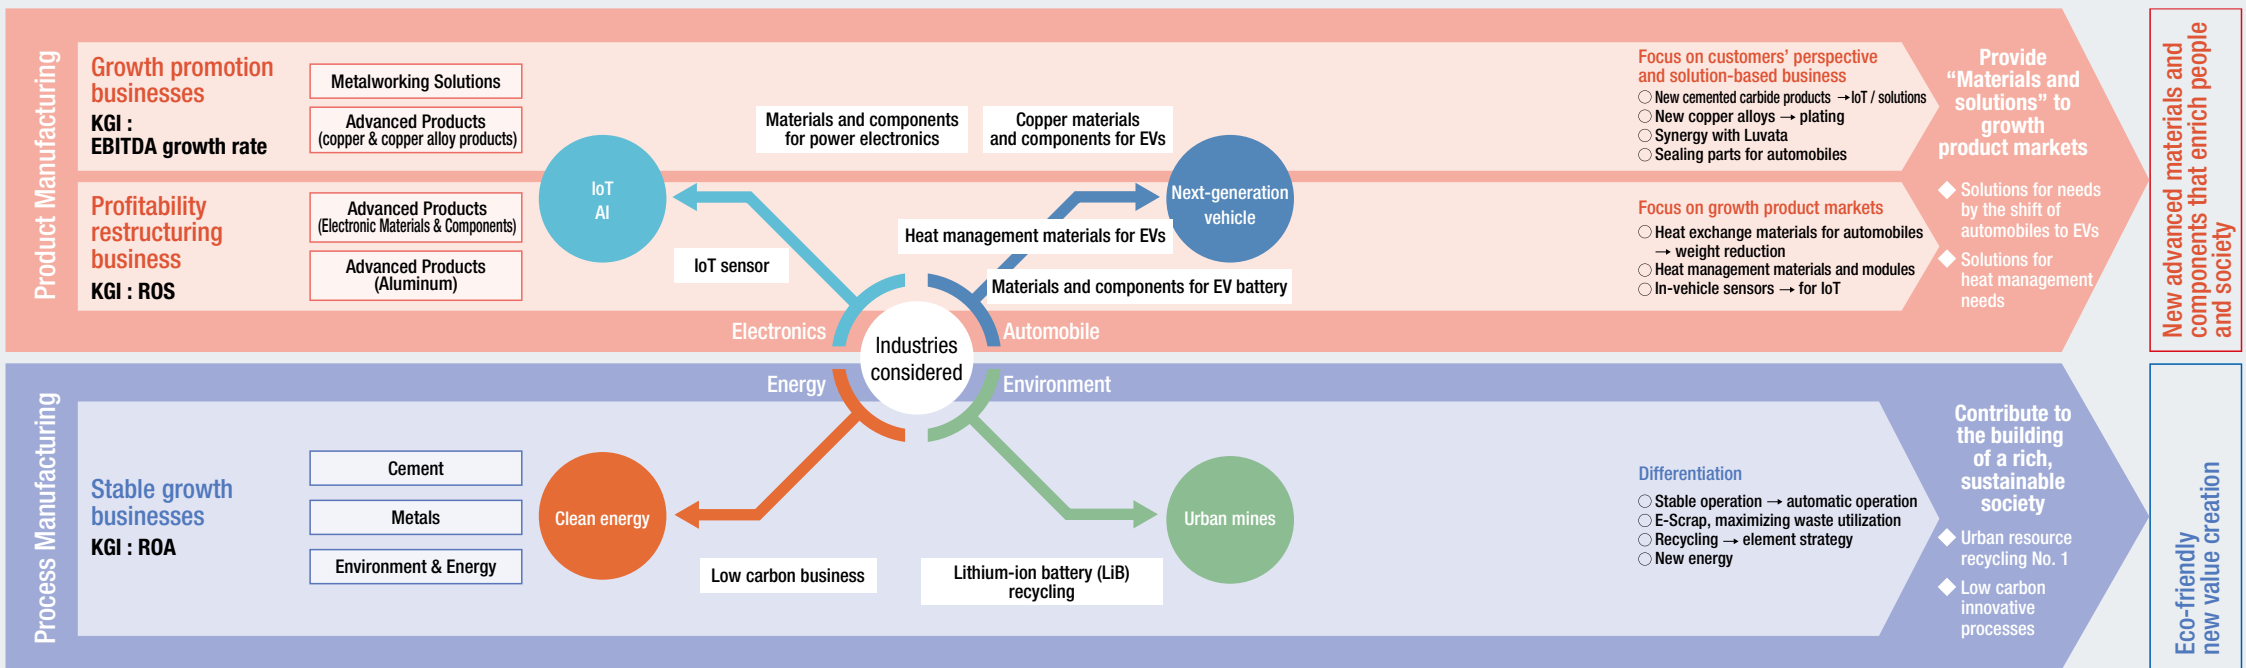 Product Manufacturing
Growth promotion
businesses
KGI :
EBITDA growth rate
Metalworking Solutions
Advanced Products
(copper & copper alloy products)
Profitability
restructuring
business
KGI : ROS
Advanced Products
(Electronic Materials & Components)
Advanced Products
(Aluminum)
IoT
AI
Materials and components
for power electronics
Copper materials
and components for EVs
Next-generation
vehicle
Heat management materials for EVs
IoT sensor
Materials and components for EV battery
Electronics
Automobile
Industries
considered
Energy
Environment
Focus on customers’ perspective
and solution-based business
○ New cemented carbide products → IoT / solutions
○ New copper alloys → plating
○ Synergy with Luvata
○ Sealing parts for automobiles
Focus on growth product markets
○ Heat exchange materials for automobiles
→ weight reduction
○ Heat management materials and modules
○ In-vehicle sensors → for IoT
Provide
“Materials and
solutions” to
growth
product markets
◆ Solutions for needs
by the shift of
automobiles to EVs
◆ Solutions for
heat management
needs
New advanced materials and
components that enrich people
and society
Process Manufacturing
Stable growth
businesses
KGI : ROA
Cement
Metals
Environment & Energy
Clean energy
Low carbon business
Lithium-ion battery (LiB)
recycling
Urban mines
Differentiation
○ Stable operation → automatic operation
○ E-Scrap, maximizing waste utilization
○ Recycling → element strategy
○ New energy
Contribute to
the building
of a rich,
sustainable
society
◆ Urban resource
recycling No. 1
◆ Low carbon
innovative
processes
Eco-friendly
new value creation